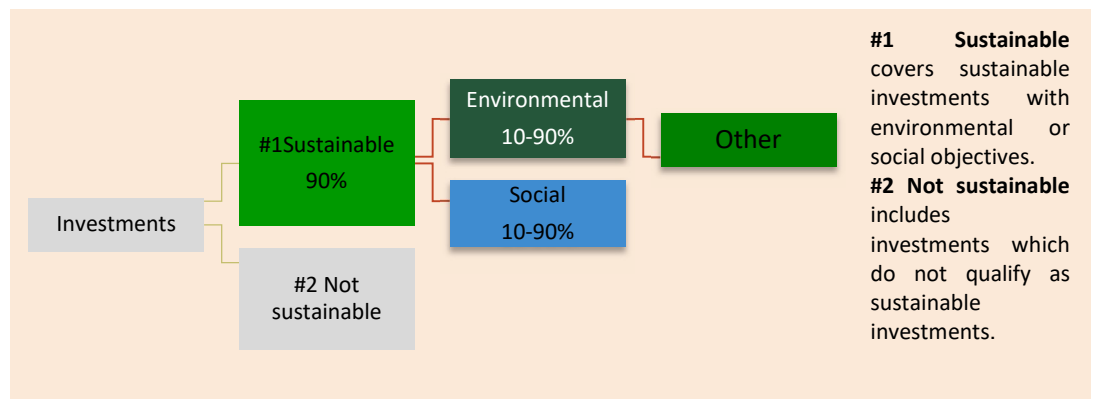 Investments
#1Sustainable
90%
#2 Not
sustainable
Environmental
10-90%
Social
10-90%
Other
#1 Sustainable
covers sustainable
investments with
environmental or
social objectives.
#2 Not sustainable
includes
investments which
do not qualify as
sustainable
investments.